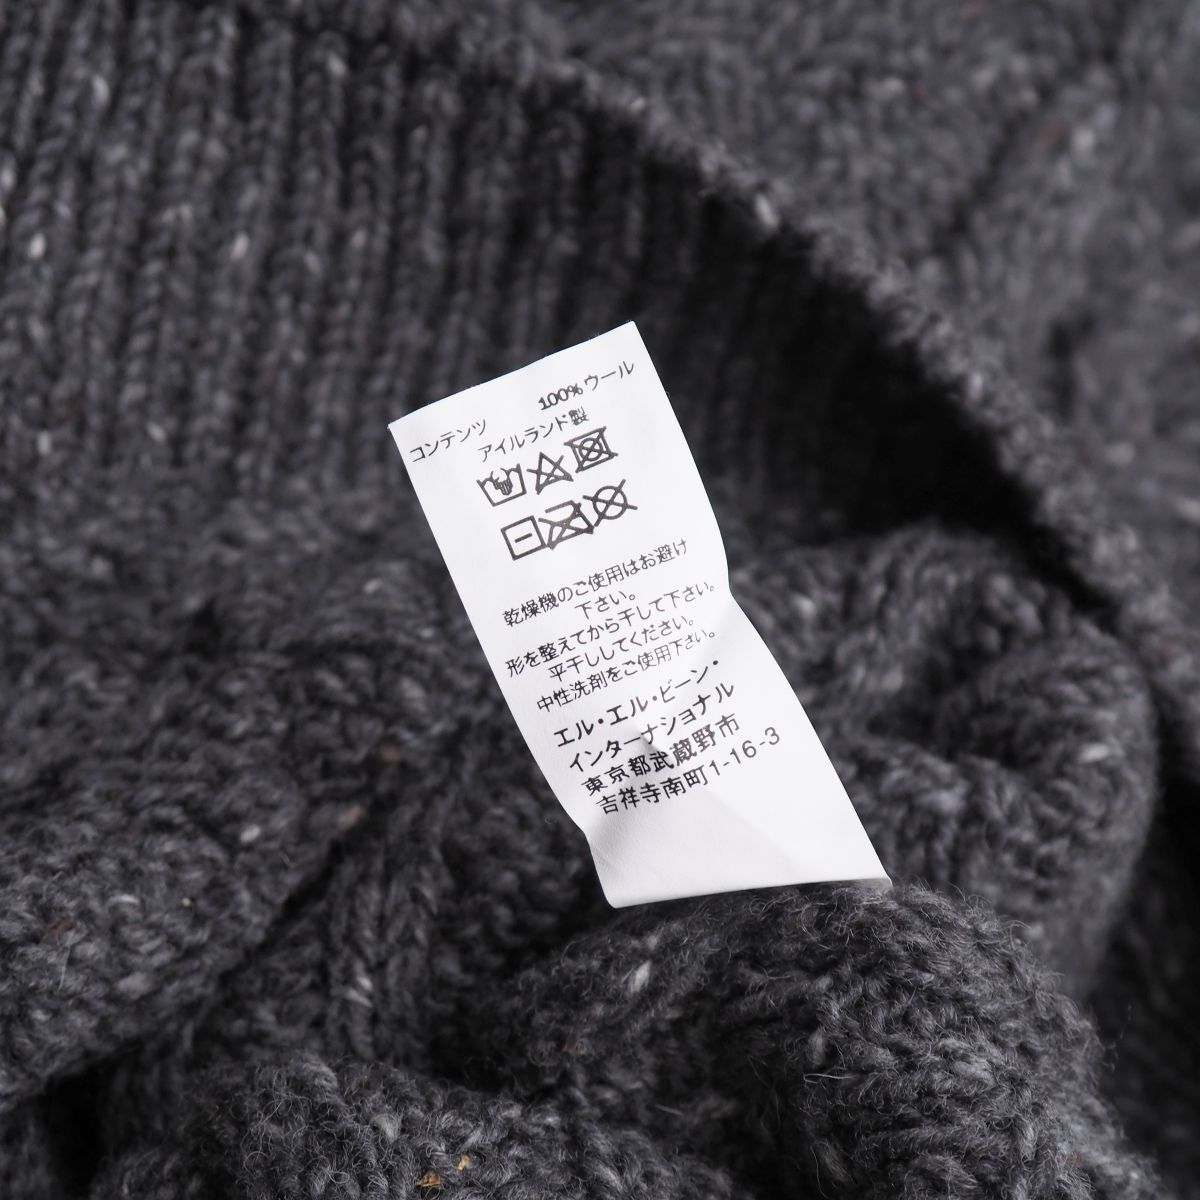 コンテンツ 100%ウール
アイルランド製
乾燥機のご使用はお避け
下さい。
形を整えてから干して下さい。
平干ししてください。
中性洗剤をご使用下さい。
エル・エル・ビーン・
インターナショナル
東京都武蔵野市
吉祥寺南町1-16-3